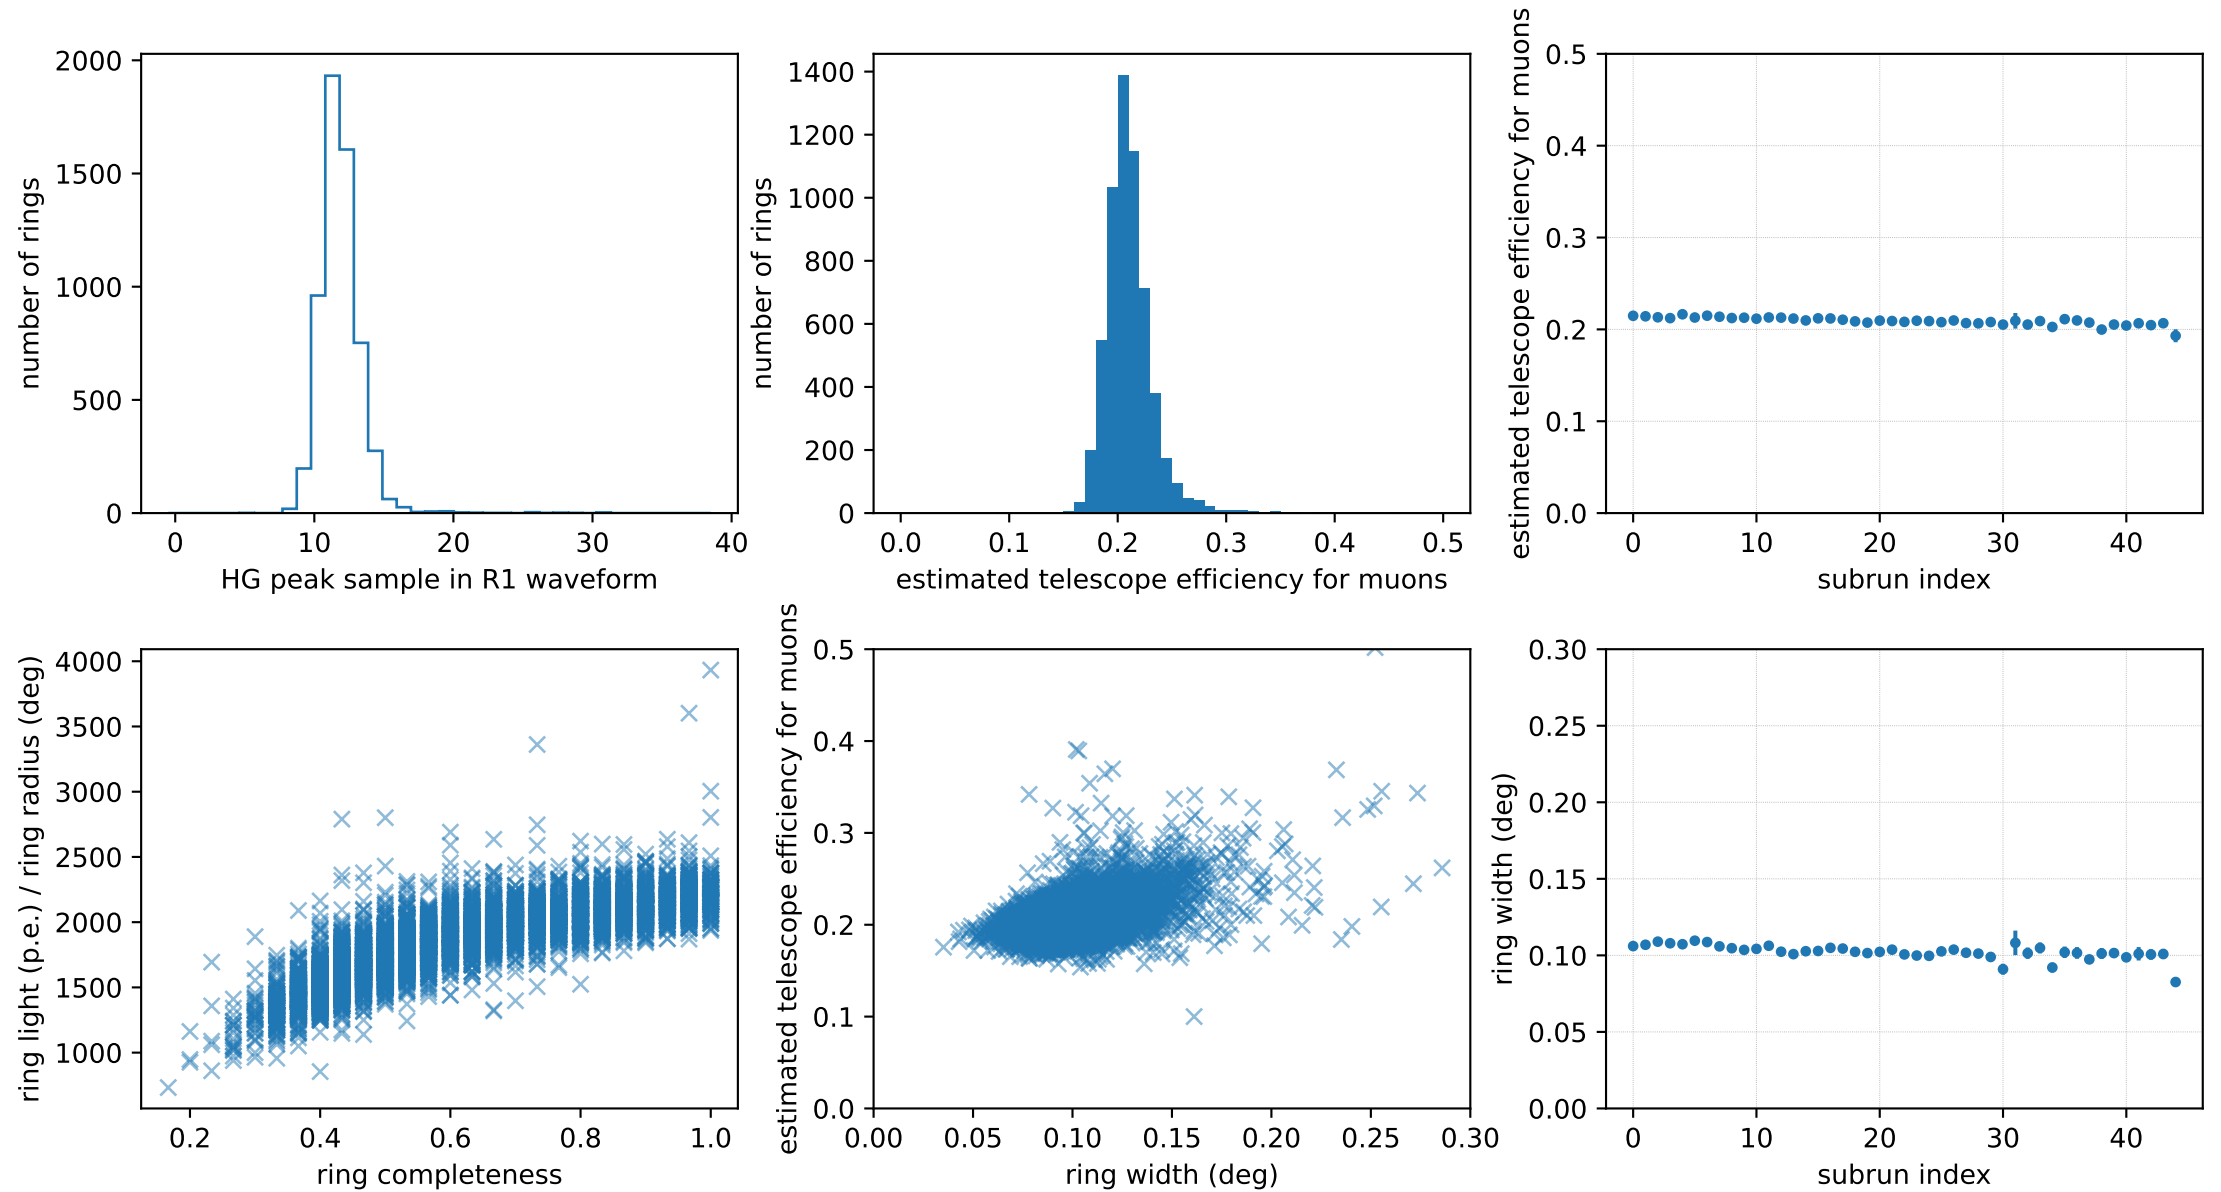 number of rings
2000
1500
1000
500
0
0 10 20 30 40
HG peak sample in R1 waveform
number of rings
1400
1200
1000
800
600
400
200
0
0.0 0.1 0.2 0.3 0.4 0.5
estimated telescope efficiency for muons
estimated telescope efficiency for muons
0.5
0.4
0.3
0.2
0.1
0.0
0 10 20 30 40
subrun index
ring light (p.e.) / ring radius (deg)
4000
3500
3000
2500
2000
1500
1000
0.2 0.4 0.6 0.8 1.0
ring completeness
estimated telescope efficiency for muons
0.5
0.4
0.3
0.2
0.1
0.0
0.00 0.05 0.10 0.15 0.20 0.25 0.30
ring width (deg)
ring width (deg)
0.30
0.25
0.20
0.15
0.10
0.05
0.00
0 10 20 30 40
subrun index